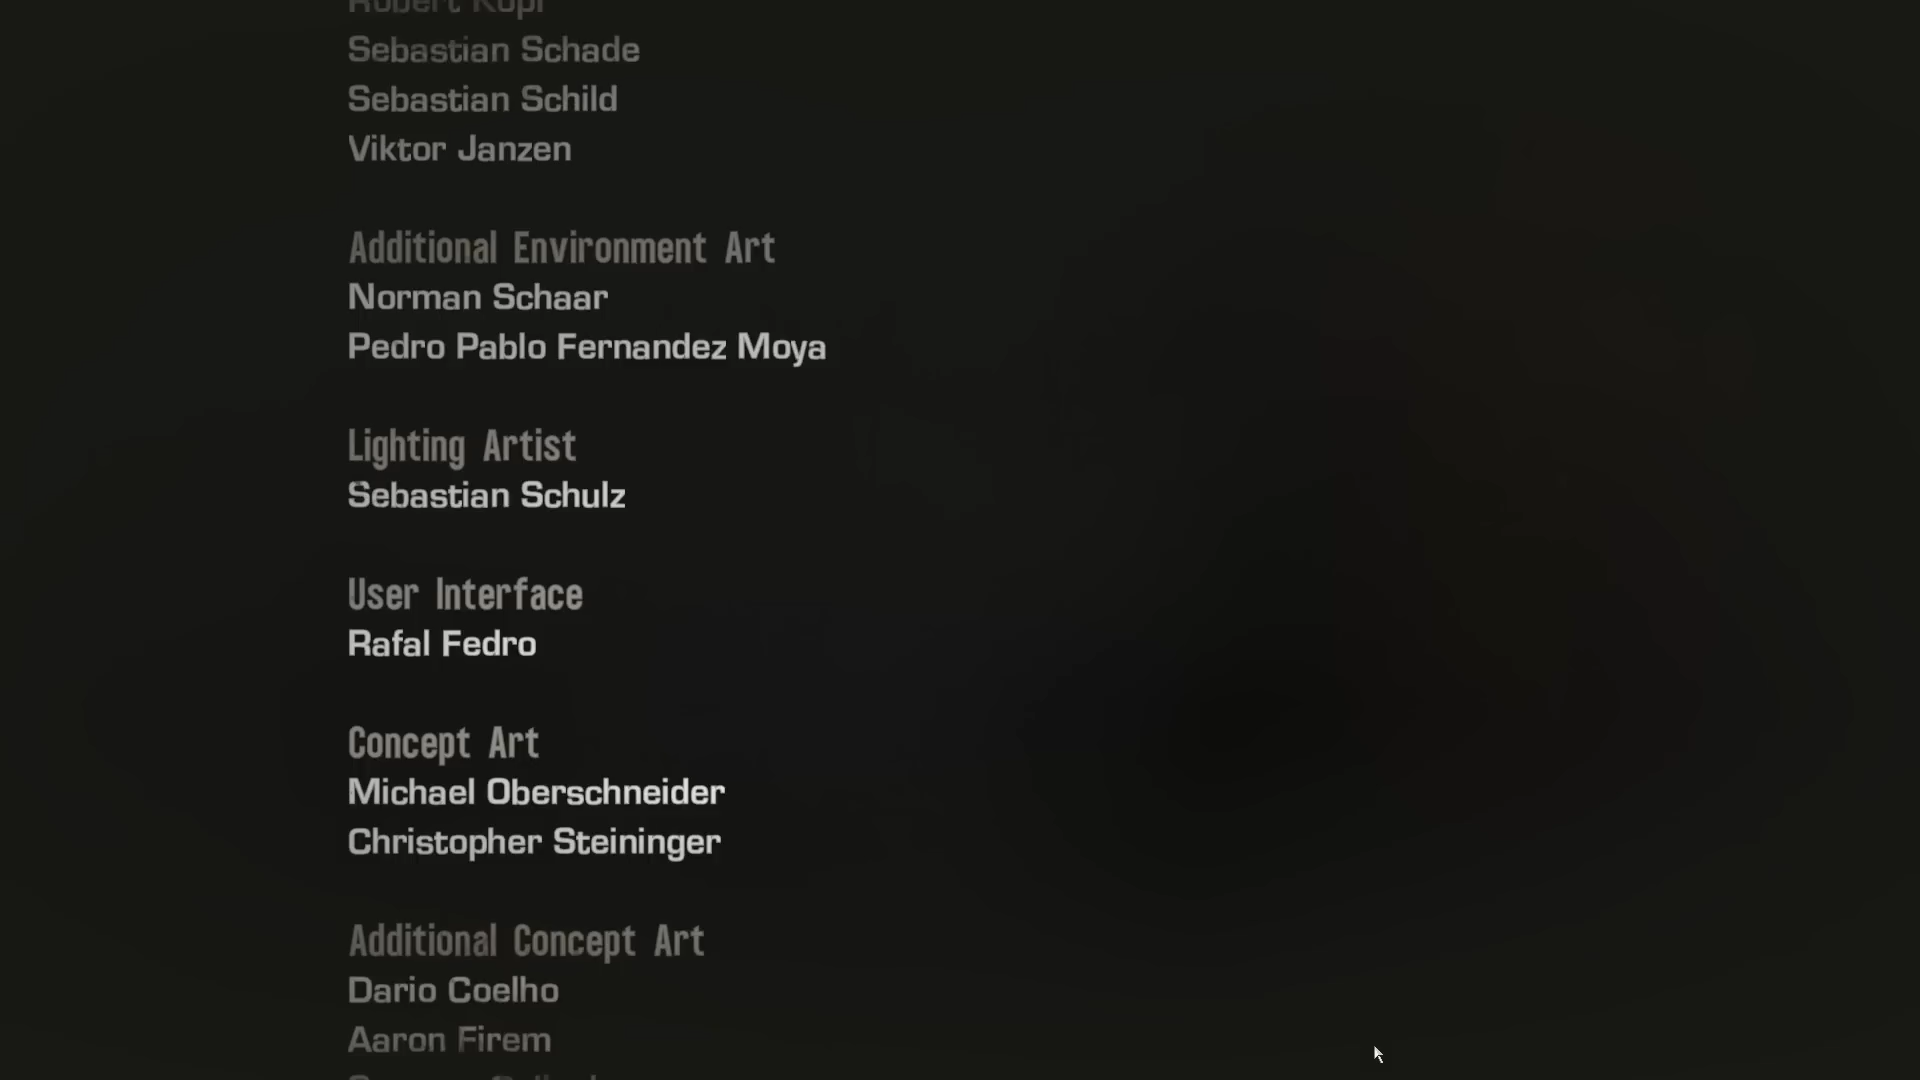 Robert
Sebastian Schade
Sebastian Schild
Viktor Janzen
Additional Environment Art
Norman Schaar
Pedro Pablo Fernandez Moya
Lighting Artist
Sebastian Schulz
User Interface
Rafal Fedro
Concept Art
Michael Oberschneider
Christopher Steininger
Additional Concept Art
Dario Coelho
Aaron Firem